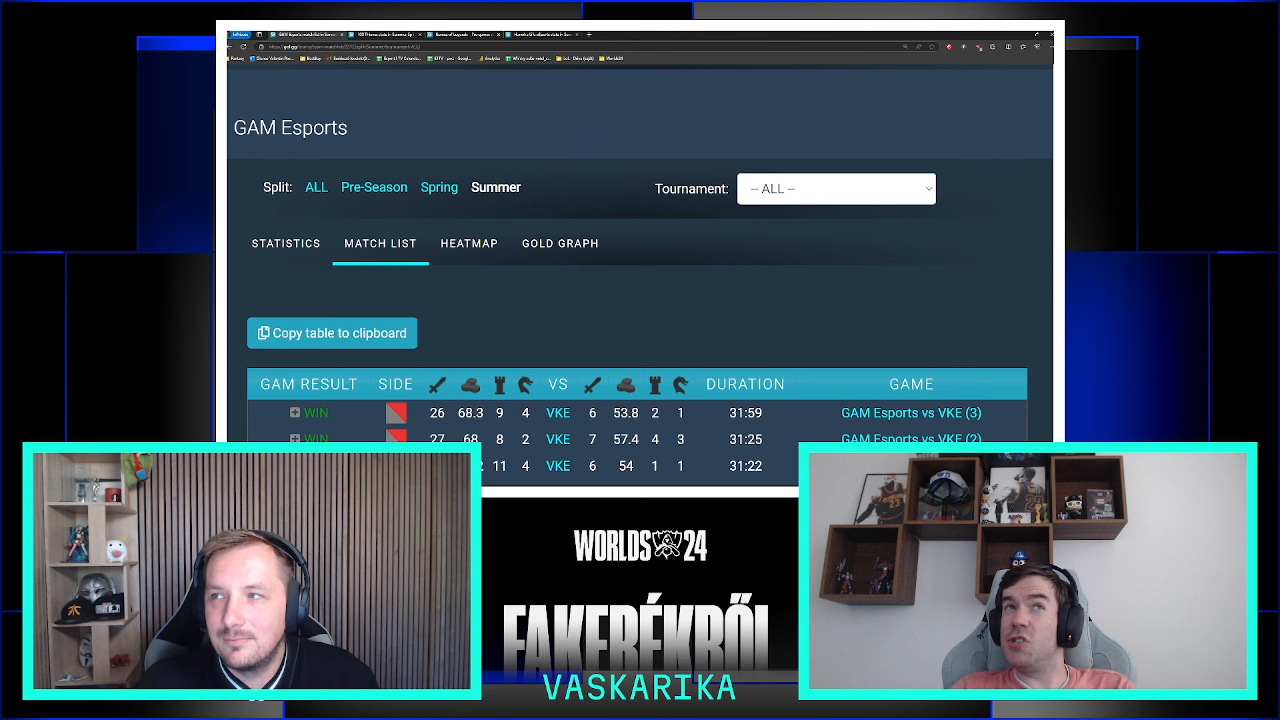 GAM Esports
Split: ALL Pre-Season Spring Summer
Tournament: -- ALL --
STATISTICS MATCH LIST HEATMAP GOLD GRAPH
Copy table to clipboard
GAM RESULT SIDE VS DURATION GAME
WIN 26 68.3 9 4 VKE 6 53.8 2 1 31:59 GAM Esports vs VKE (3)
WIN 27 68 8 2 VKE 7 57.4 4 3 31:25 GAM Esports vs VKE (2)
11 4 VKE 6 54 1 1 31:22
WORLDS 24
FAKERÉKRŐL
VASKARIKA